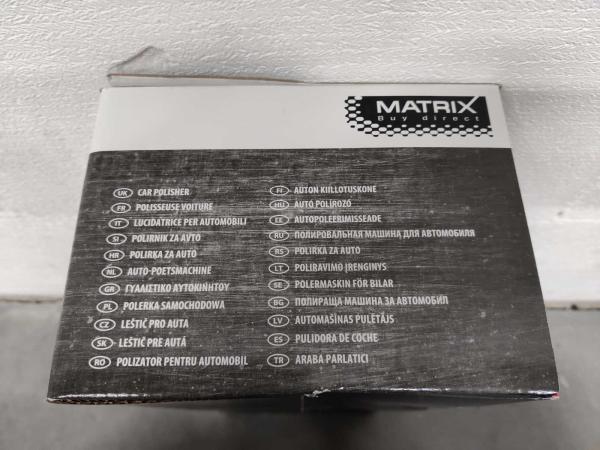 MATRIX
Buy direct
UK CAR POLISHER
FR POLISSEUSE VOITURE
IT LUCIDATRICE PER AUTOMOBILI
SI POLIRNIK ZA AVTO
HR POLIRKA ZA AUTO
NL AUTO-POETSMACHINE
GR ΓΥΑΛΙΣΤΙΚΟ ΑΥΤΟΚΙΝΗΤΟΥ
PL POLERKA SAMOCHODOWA
CZ LEŠTIČ PRO AUTA
SK LEŠTIČ PRE AUTÁ
RO POLIZATOR PENTRU AUTOMOBIL
FI AUTON KIILLOTUSKONE
HU AUTÓ POLÍROZÓ
EE AUTOPOLEERIMISSEADE
RU ПОЛИРОВАЛЬНАЯ МАШИНА ДЛЯ АВТОМОБИЛЯ
RS POLIRKA ZA AUTO
LT POLIRAVIMO ĮRENGINYS
SE POLERMASKIN FÖR BILAR
BG ПОЛИРАЩА МАШИНА ЗА АВТОМОБИЛ
LV AUTOMAŠĪNAS PULĒTĀJS
ES PULIDORA DE COCHE
TR ARABA PARLATICI